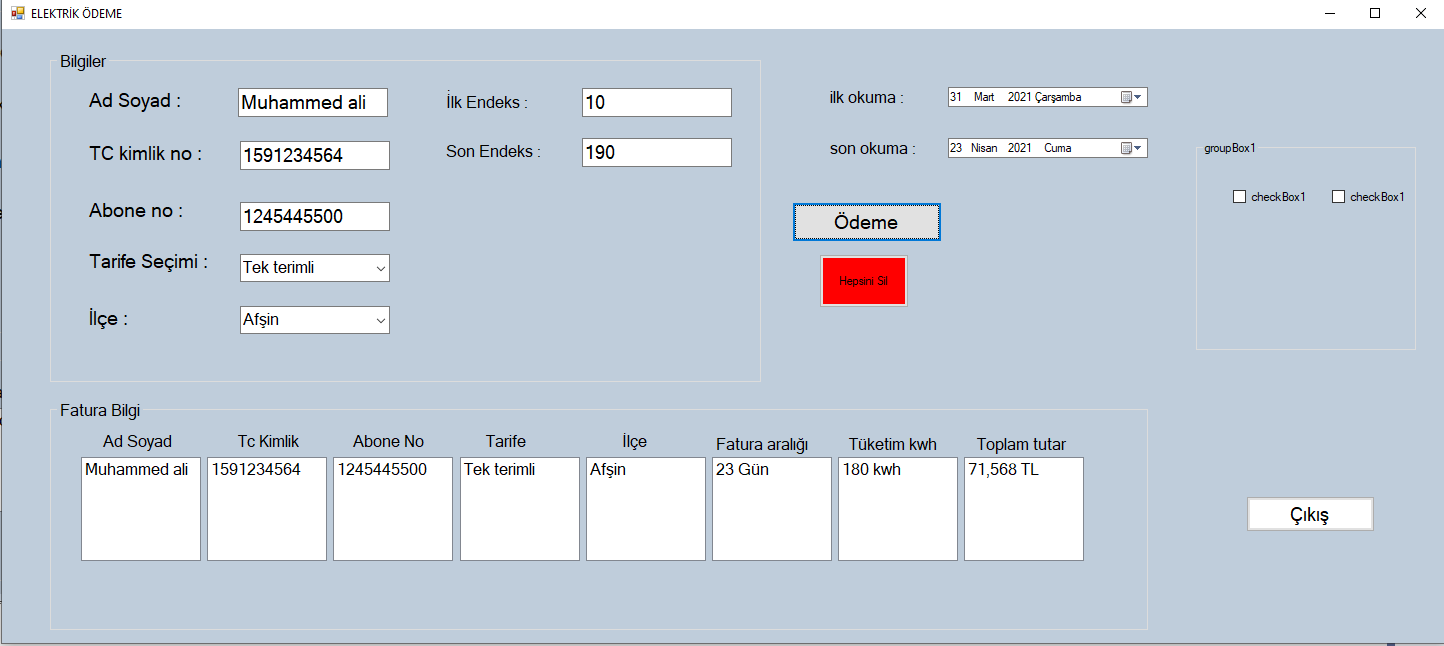 ELEKTRİK ÖDEME
Bilgiler
Ad Soyad : Muhammed ali
İlk Endeks : 10
TC kimlik no : 1591234564
Son Endeks : 190
Abone no : 1245445500
Tarife Seçimi : Tek terimli
İlçe : Afşin
ilk okuma : 31 Mart 2021 Çarşamba
son okuma : 23 Nisan 2021 Cuma
Ödeme
Hepsini Sil
groupBox1
checkBox1 checkBox1
Fatura Bilgi
Ad Soyad Tc Kimlik Abone No Tarife İlçe Fatura aralığı Tüketim kwh Toplam tutar
Muhammed ali 1591234564 1245445500 Tek terimli Afşin 23 Gün 180 kwh 71,568 TL
Çıkış